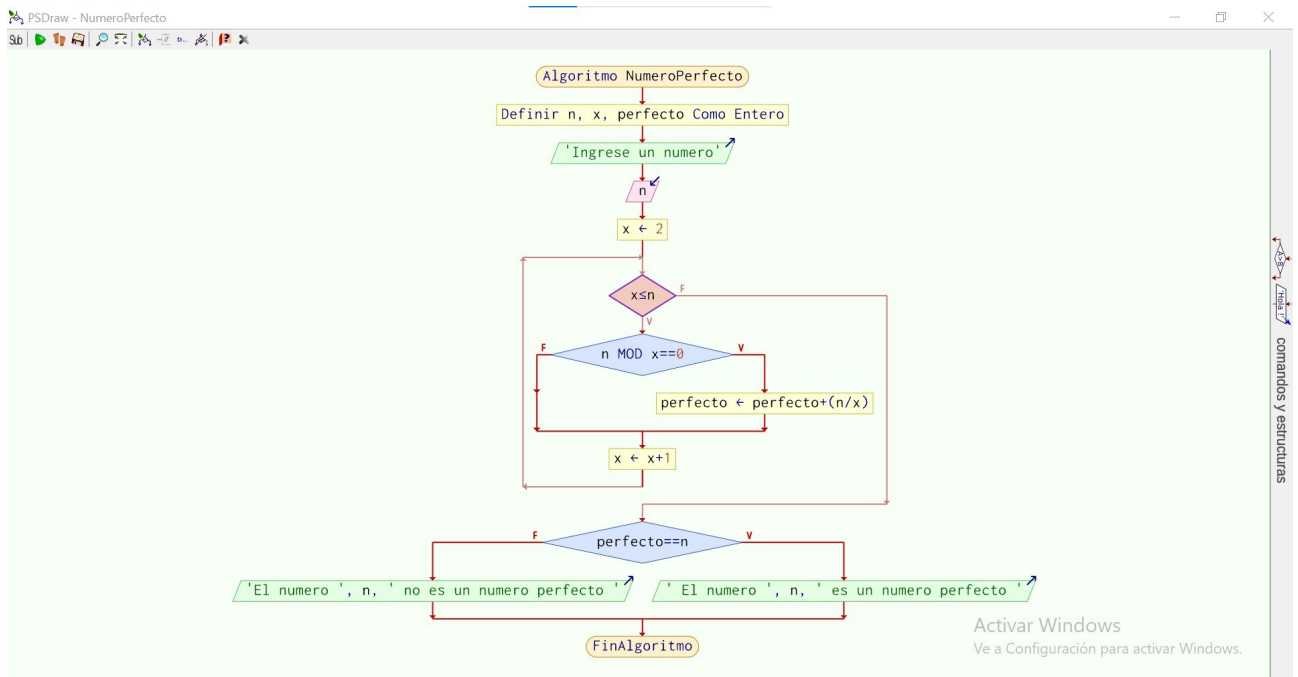 PSDraw - NumeroPerfecto
Sub
Algoritmo NumeroPerfecto
Definir n, x, perfecto Como Entero
'Ingrese un numero'
n
x ← 2
x≤n
F
V
n MOD x==0
F
V
perfecto ← perfecto+(n/x)
x ← x+1
perfecto==n
F
V
'El numero ', n, ' no es un numero perfecto '
' El numero ', n, ' es un numero perfecto '
FinAlgoritmo
A>B
'Hola !'
comandos y estructuras
Activar Windows
Ve a Configuración para activar Windows.